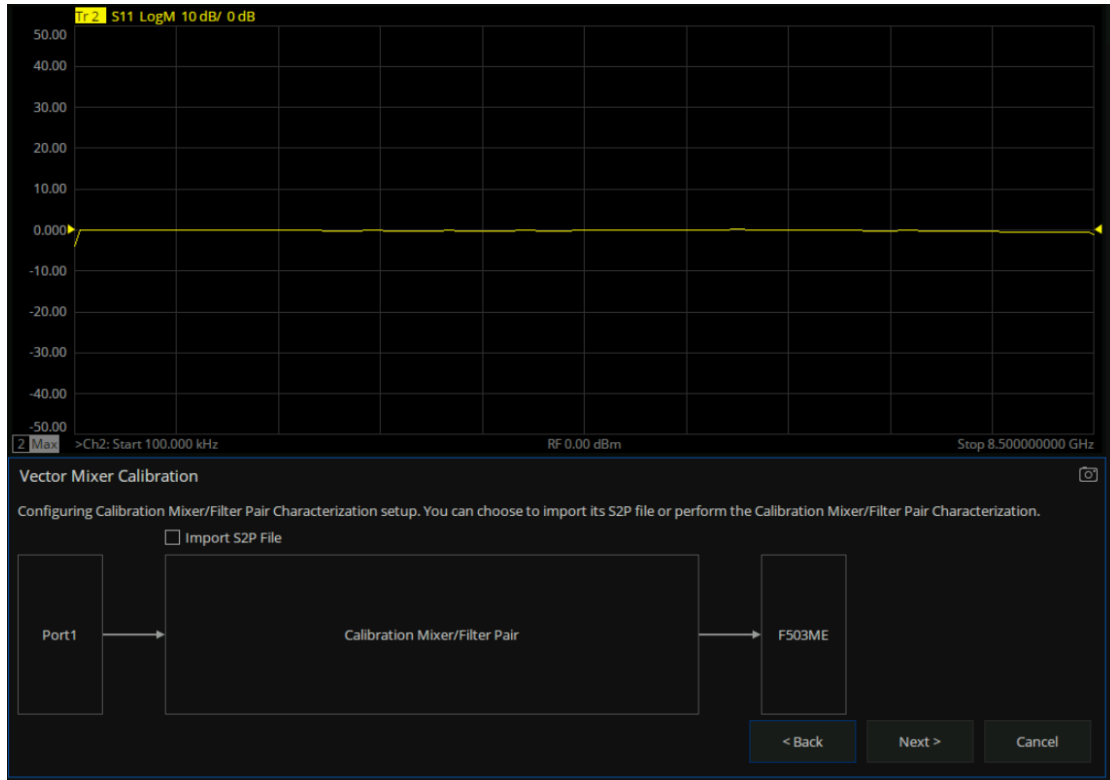 Tr 2 S11 LogM 10 dB/ 0 dB
50.00
40.00
30.00
20.00
10.00
0.000
-10.00
-20.00
-30.00
-40.00
-50.00
2 Max >Ch2: Start 100.000 kHz RF 0.00 dBm Stop 8.500000000 GHz
Vector Mixer Calibration
Configuring Calibration Mixer/Filter Pair Characterization setup. You can choose to import its S2P file or perform the Calibration Mixer/Filter Pair Characterization.
Import S2P File
Port1 Calibration Mixer/Filter Pair F503ME
< Back Next > Cancel